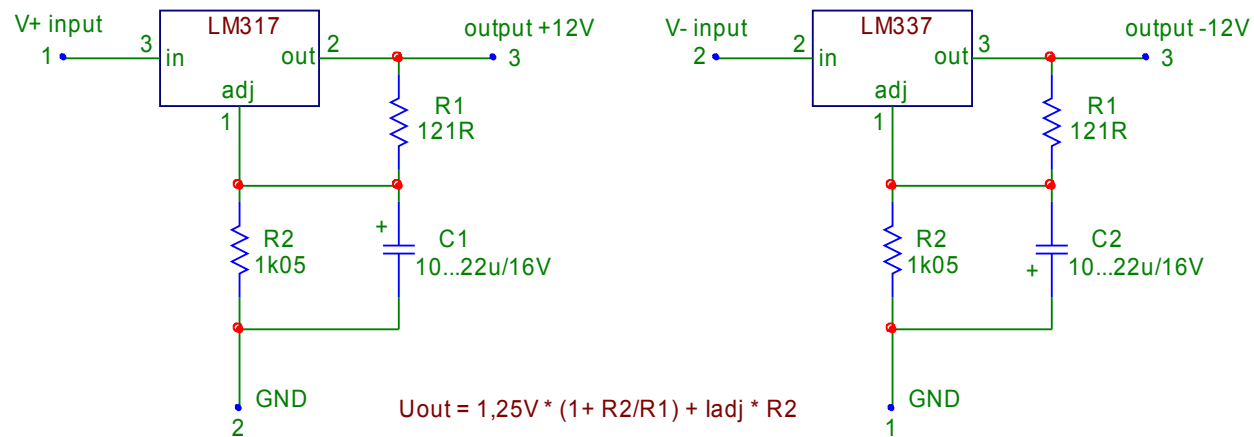 V+ input
1
3
LM317
in
out
adj
1
2
output +12V
3
R1
121R
R2
1k05
+
C1
10...22u/16V
GND
2
V- input
2
2
LM337
in
out
adj
1
3
output -12V
3
R1
121R
R2
1k05
+
C2
10...22u/16V
GND
1
Uout = 1,25V * (1+ R2/R1) + Iadj * R2